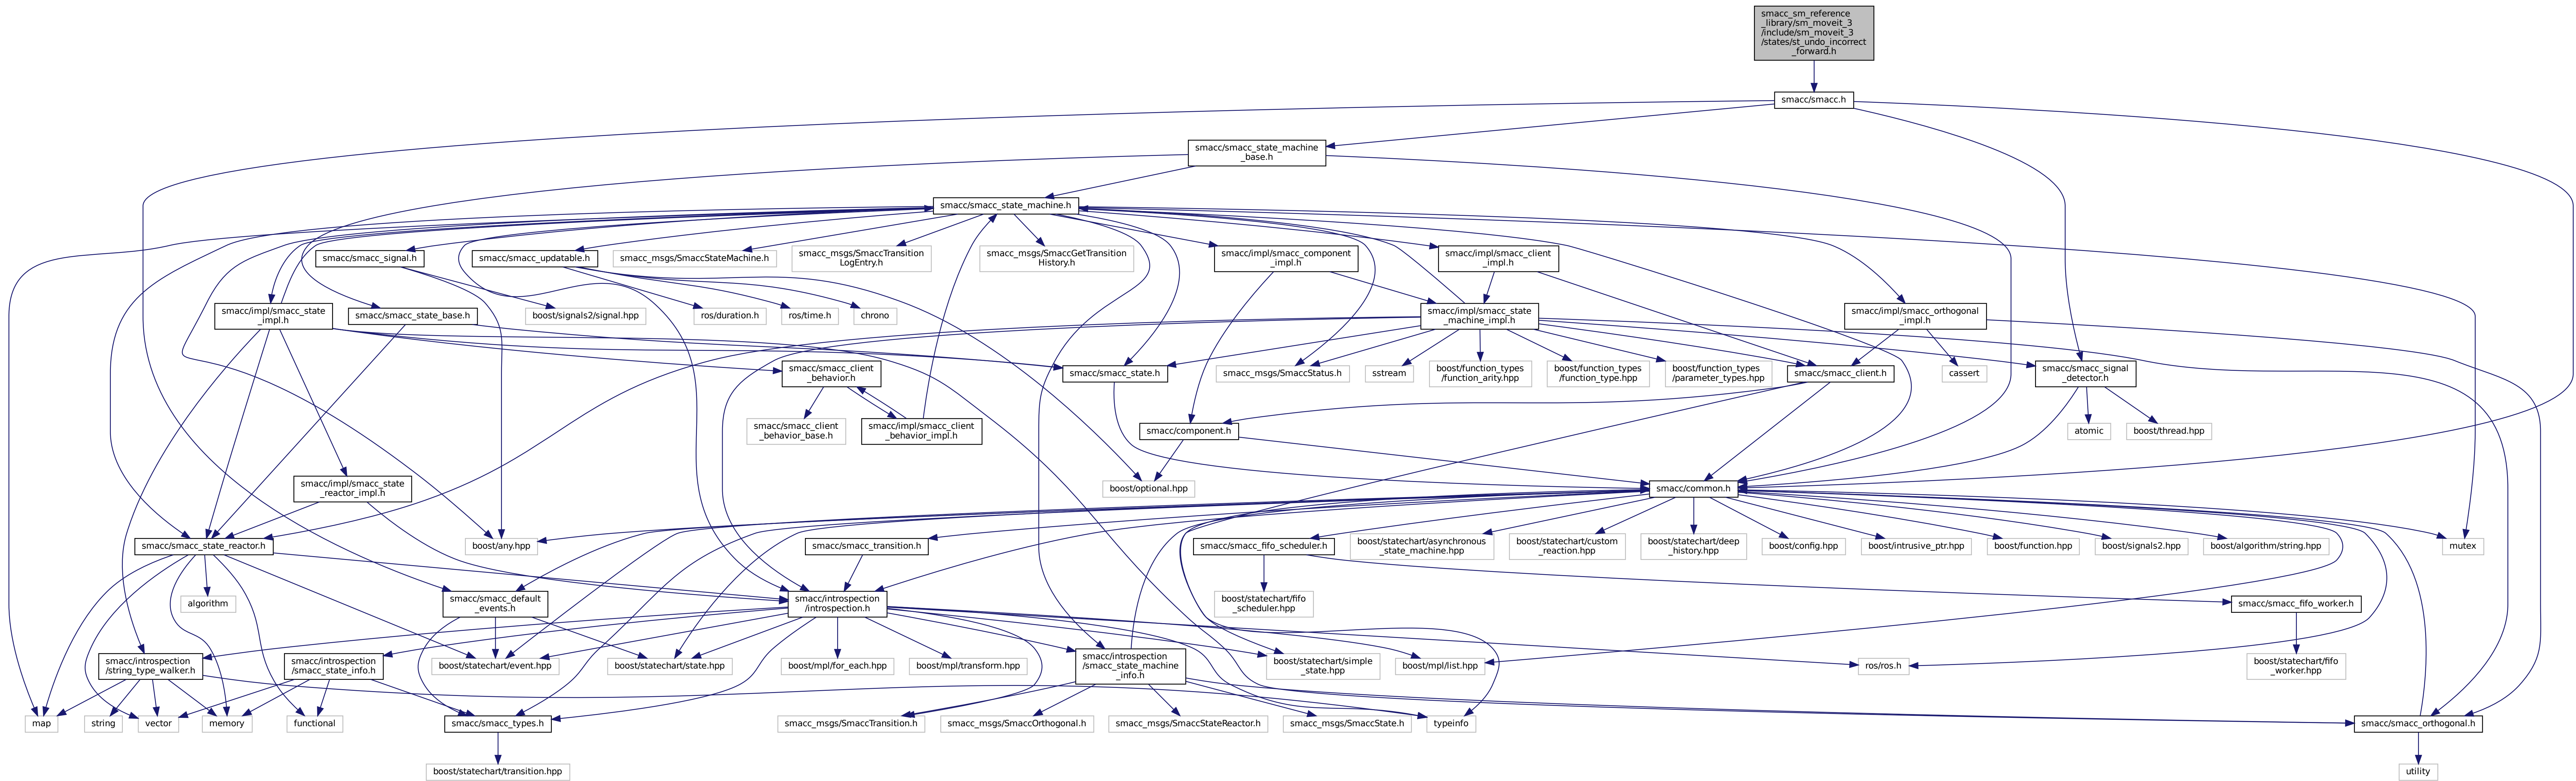 smacc_sm_reference
_library/sm_moveit_3
/include/sm_moveit_3
/states/st_undo_incorrect
_forward.h
smacc/smacc.h
smacc/smacc_state_machine
_base.h
smacc/smacc_state_machine.h
smacc/smacc_signal.h
smacc/smacc_updatable.h
smacc_msgs/SmaccStateMachine.h
smacc_msgs/SmaccTransition
LogEntry.h
smacc_msgs/SmaccGetTransition
History.h
smacc/impl/smacc_component
_impl.h
smacc/impl/smacc_client
_impl.h
smacc/impl/smacc_state
_impl.h
smacc/smacc_state_base.h
boost/signals2/signal.hpp
ros/duration.h
ros/time.h
chrono
smacc/impl/smacc_state
_machine_impl.h
smacc/impl/smacc_orthogonal
_impl.h
smacc/smacc_client
_behavior.h
smacc/smacc_state.h
smacc_msgs/SmaccStatus.h
sstream
boost/function_types
/function_arity.hpp
boost/function_types
/function_type.hpp
boost/function_types
/parameter_types.hpp
smacc/smacc_client.h
cassert
smacc/smacc_signal
_detector.h
smacc/smacc_client
_behavior_base.h
smacc/impl/smacc_client
_behavior_impl.h
smacc/component.h
atomic
boost/thread.hpp
smacc/impl/smacc_state
_reactor_impl.h
boost/optional.hpp
smacc/common.h
smacc/smacc_state_reactor.h
boost/any.hpp
smacc/smacc_transition.h
smacc/smacc_fifo_scheduler.h
boost/statechart/asynchronous
_state_machine.hpp
boost/statechart/custom
_reaction.hpp
boost/statechart/deep
_history.hpp
boost/config.hpp
boost/intrusive_ptr.hpp
boost/function.hpp
boost/signals2.hpp
boost/algorithm/string.hpp
mutex
algorithm
smacc/smacc_default
_events.h
smacc/introspection
/introspection.h
boost/statechart/fifo
_scheduler.hpp
smacc/smacc_fifo_worker.h
smacc/introspection
/string_type_walker.h
smacc/introspection
/smacc_state_info.h
boost/statechart/event.hpp
boost/statechart/state.hpp
boost/mpl/for_each.hpp
boost/mpl/transform.hpp
smacc/introspection
/smacc_state_machine
_info.h
boost/statechart/simple
_state.hpp
boost/mpl/list.hpp
ros/ros.h
boost/statechart/fifo
_worker.hpp
map
string
vector
memory
functional
smacc/smacc_types.h
smacc_msgs/SmaccTransition.h
smacc_msgs/SmaccOrthogonal.h
smacc_msgs/SmaccStateReactor.h
smacc_msgs/SmaccState.h
typeinfo
smacc/smacc_orthogonal.h
boost/statechart/transition.hpp
utility